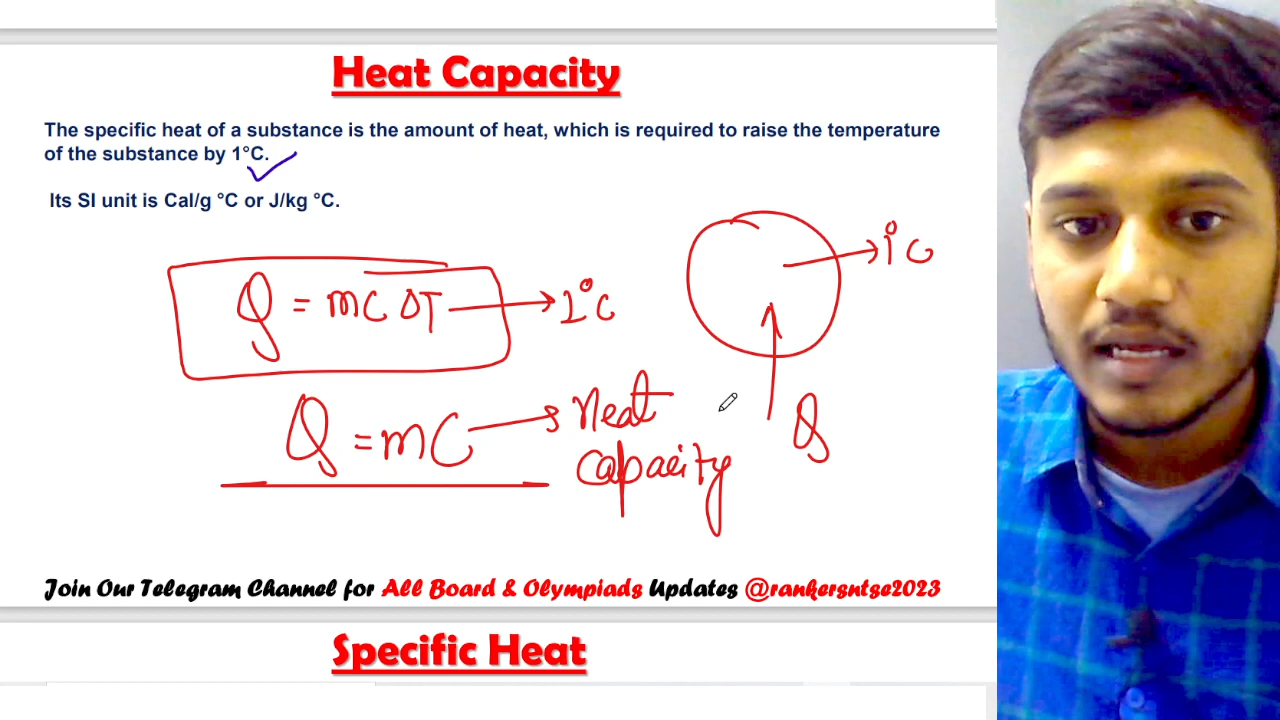 Heat Capacity
The specific heat of a substance is the amount of heat, which is required to raise the temperature
of the substance by 1°C.
Its SI unit is Cal/g °C or J/kg °C.
1°C
Q = mCΔT → 1°C
Q = mC → Heat
capacity
Q
Join Our Telegram Channel for All Board & Olympiads Updates @rankersntse2023
Specific Heat